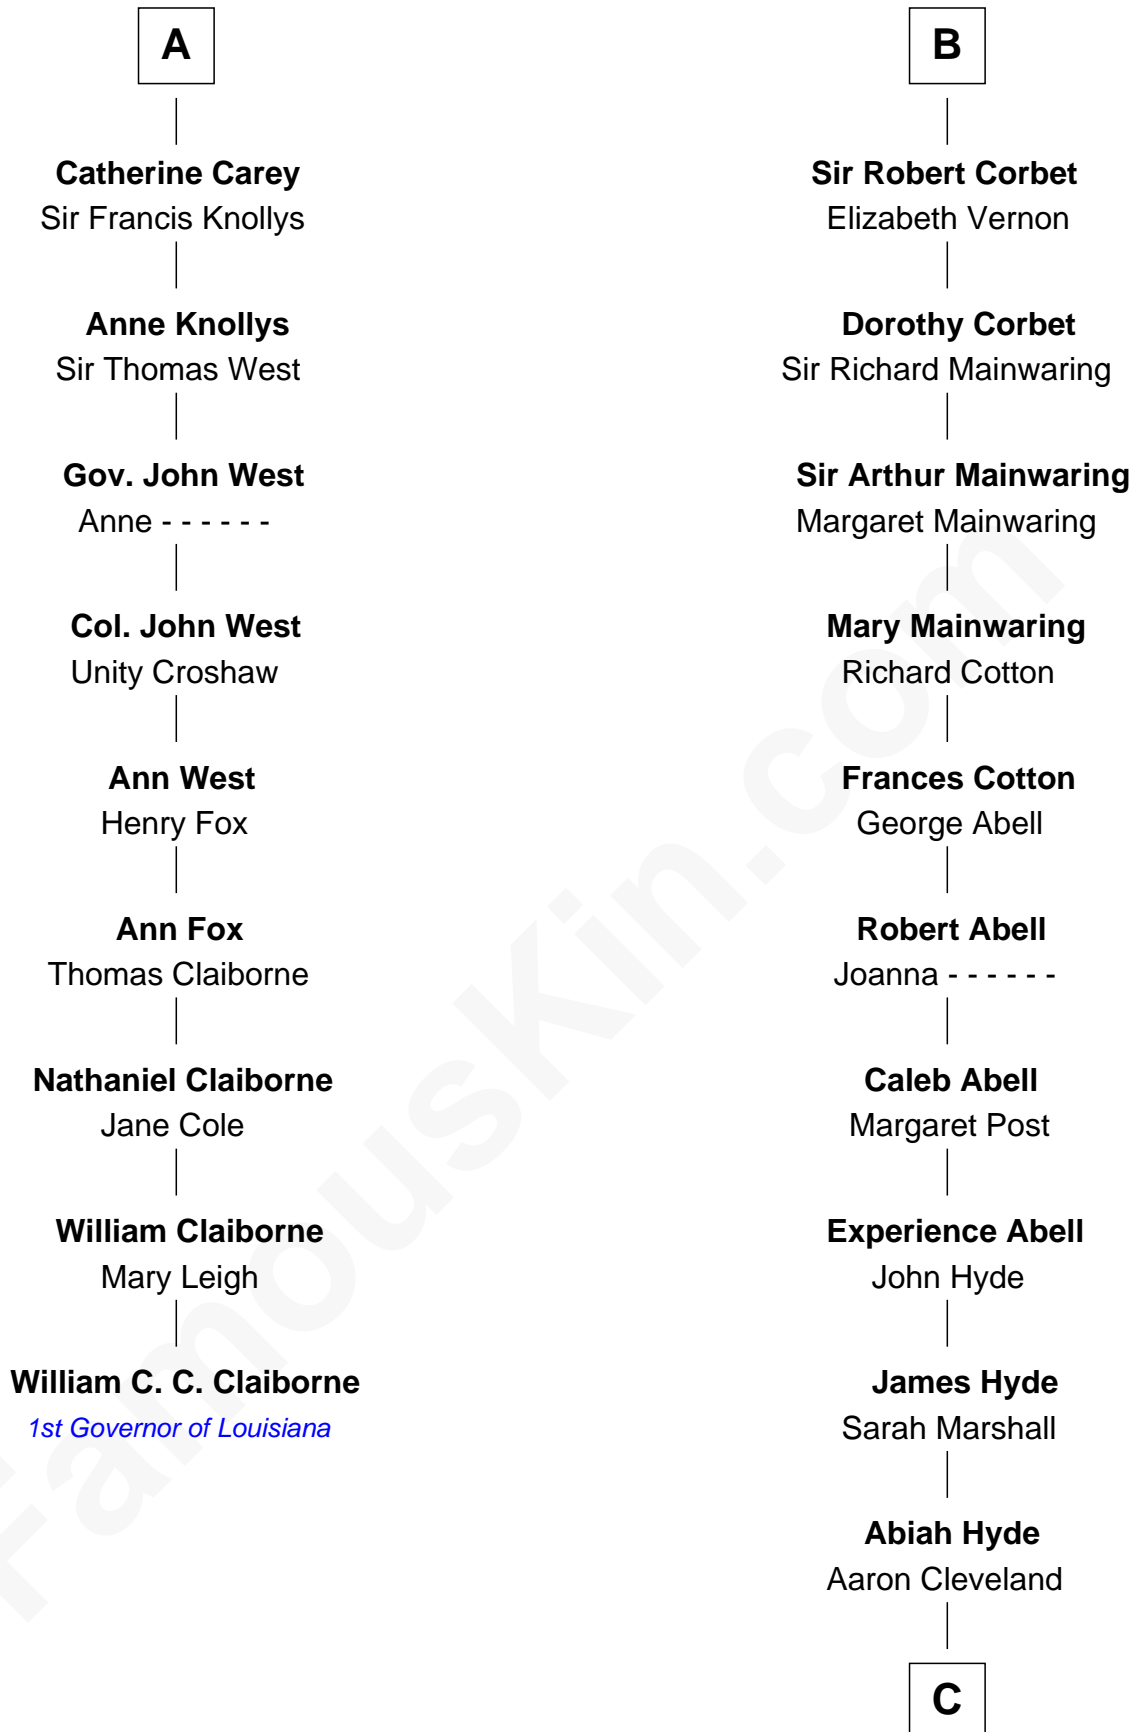 A
Catherine Carey
Sir Francis Knollys
Anne Knollys
Sir Thomas West
Gov. John West
Anne - - - - - -
Col. John West
Unity Croshaw
Ann West
Henry Fox
Ann Fox
Thomas Claiborne
Nathaniel Claiborne
Jane Cole
William Claiborne
Mary Leigh
William C. C. Claiborne
1st Governor of Louisiana
B
Sir Robert Corbet
Elizabeth Vernon
Dorothy Corbet
Sir Richard Mainwaring
Sir Arthur Mainwaring
Margaret Mainwaring
Mary Mainwaring
Richard Cotton
Frances Cotton
George Abell
Robert Abell
Joanna - - - - - -
Caleb Abell
Margaret Post
Experience Abell
John Hyde
James Hyde
Sarah Marshall
Abiah Hyde
Aaron Cleveland
C
FamousKin.com